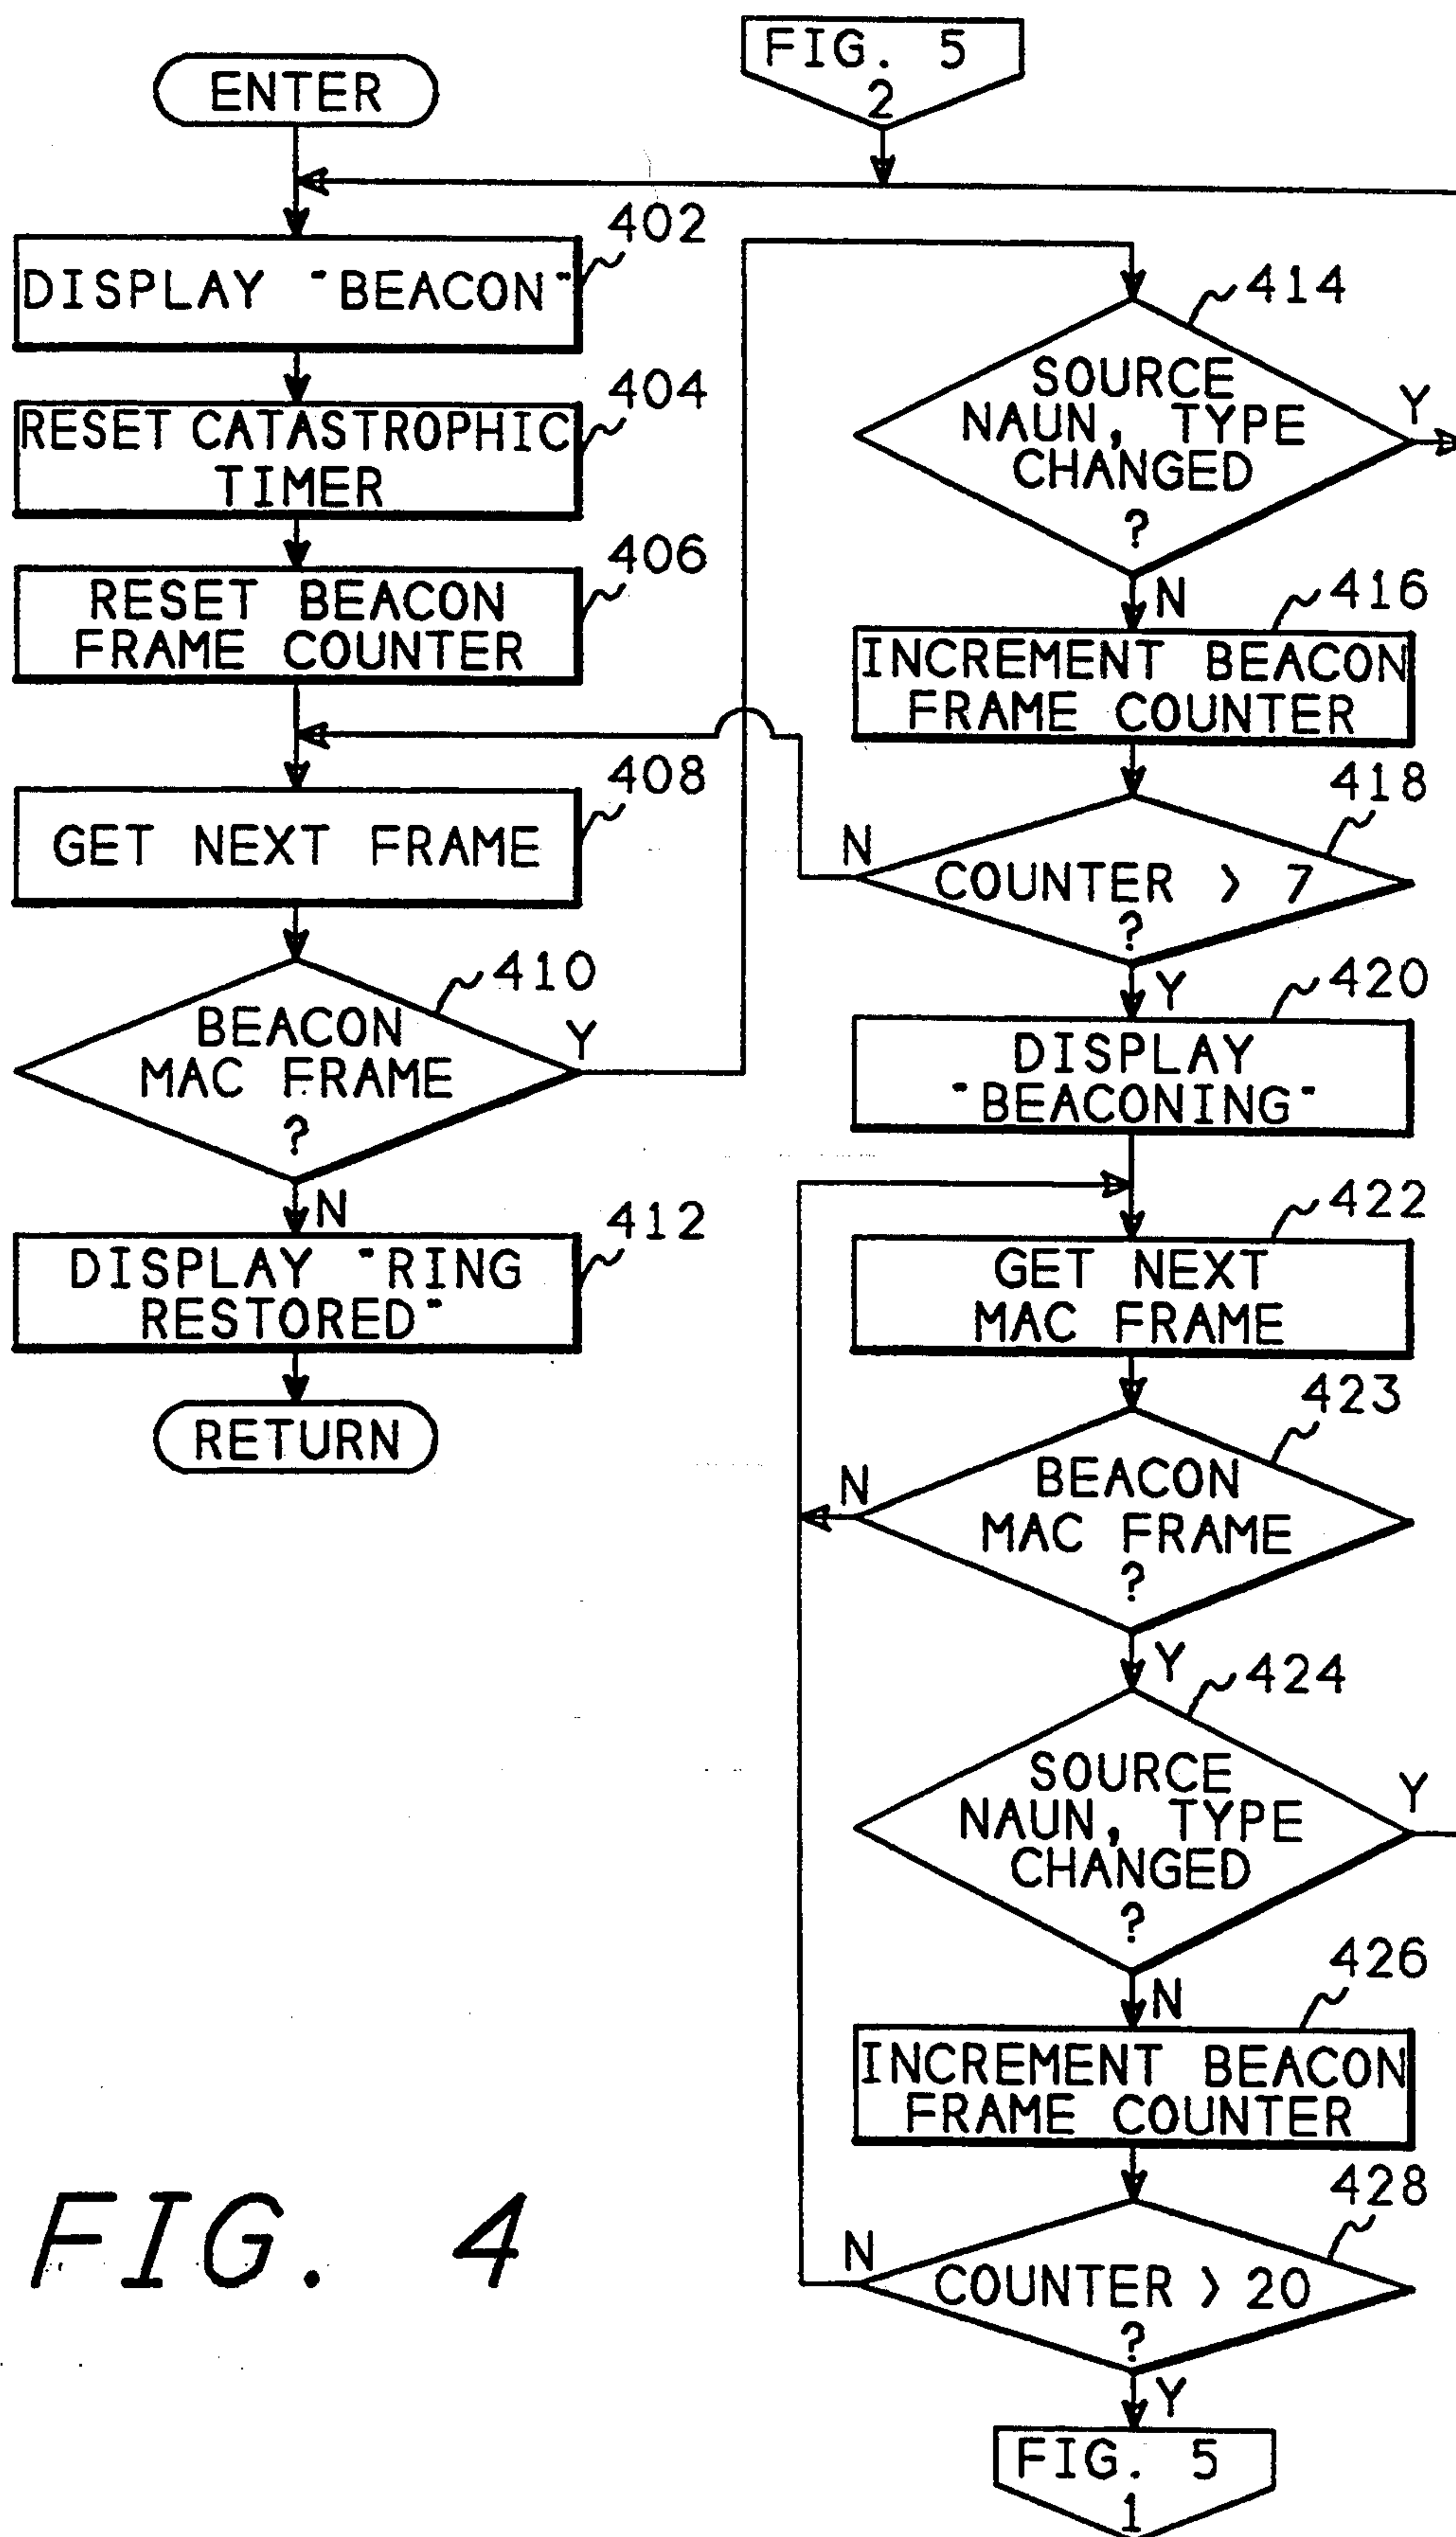 ENTER
FIG. 5
2
402
DISPLAY "BEACON"
404
RESET CATASTROPHIC
TIMER
406
RESET BEACON
FRAME COUNTER
408
GET NEXT FRAME
410
BEACON
MAC FRAME
?
Y
N
412
DISPLAY "RING
RESTORED"
RETURN
414
SOURCE
NAUN, TYPE
CHANGED
?
Y
N
416
INCREMENT BEACON
FRAME COUNTER
418
N
COUNTER > 7
?
Y
420
DISPLAY
"BEACONING"
422
GET NEXT
MAC FRAME
423
N
BEACON
MAC FRAME
?
Y
424
SOURCE
NAUN, TYPE
CHANGED
?
Y
N
426
INCREMENT BEACON
FRAME COUNTER
428
N
COUNTER > 20
?
Y
FIG. 5
1
FIG. 4